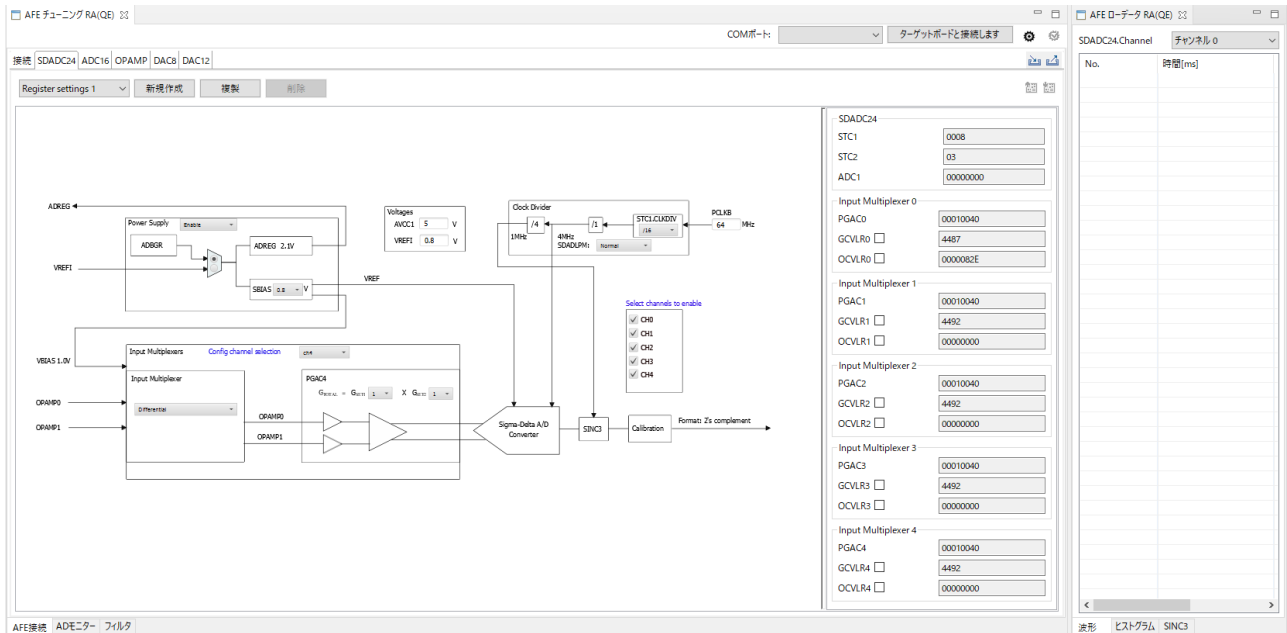 AFE チューニング RA(QE)
COMポート:
ターゲットボードと接続します
接続 SDADC24 ADC16 OPAMP DAC8 DAC12
Register settings 1 新規作成 複製 削除
ADREG
Power Supply Enable
ADBGR
ADREG 2.1V
VREFI
SBIAS 0.8 V
VREF
Voltages
AVCC1 5 V
VREFI 0.8 V
Clock Divider
/4 /1 STC1.CLKDIV
/16
1MHz 4MHz
SDADLPM: Normal
PCLKB
64 MHz
Select channels to enable
CH0
CH1
CH2
CH3
CH4
VBIAS 1.0V
Input Multiplexers Config channel selection ch4
Input Multiplexer
Differential
OPAMP0
OPAMP1
OPAMP0
OPAMP1
PGAC4
GTOTAL = GSET1 1 X GSET2 1
Sigma-Delta A/D
Converter
SINC3
Calibration
Format: 2's complement
SDADC24
STC1 0008
STC2 03
ADC1 00000000
Input Multiplexer 0
PGAC0 00010040
GCVLR0 4487
OCVLR0 0000082E
Input Multiplexer 1
PGAC1 00010040
GCVLR1 4492
OCVLR1 00000000
Input Multiplexer 2
PGAC2 00010040
GCVLR2 4492
OCVLR2 00000000
Input Multiplexer 3
PGAC3 00010040
GCVLR3 4492
OCVLR3 00000000
Input Multiplexer 4
PGAC4 00010040
GCVLR4 4492
OCVLR4 00000000
AFE接続 ADモニター フィルタ
AFE ローデータ RA(QE)
SDADC24.Channel チャンネル 0
No. 時間[ms]
波形 ヒストグラム SINC3